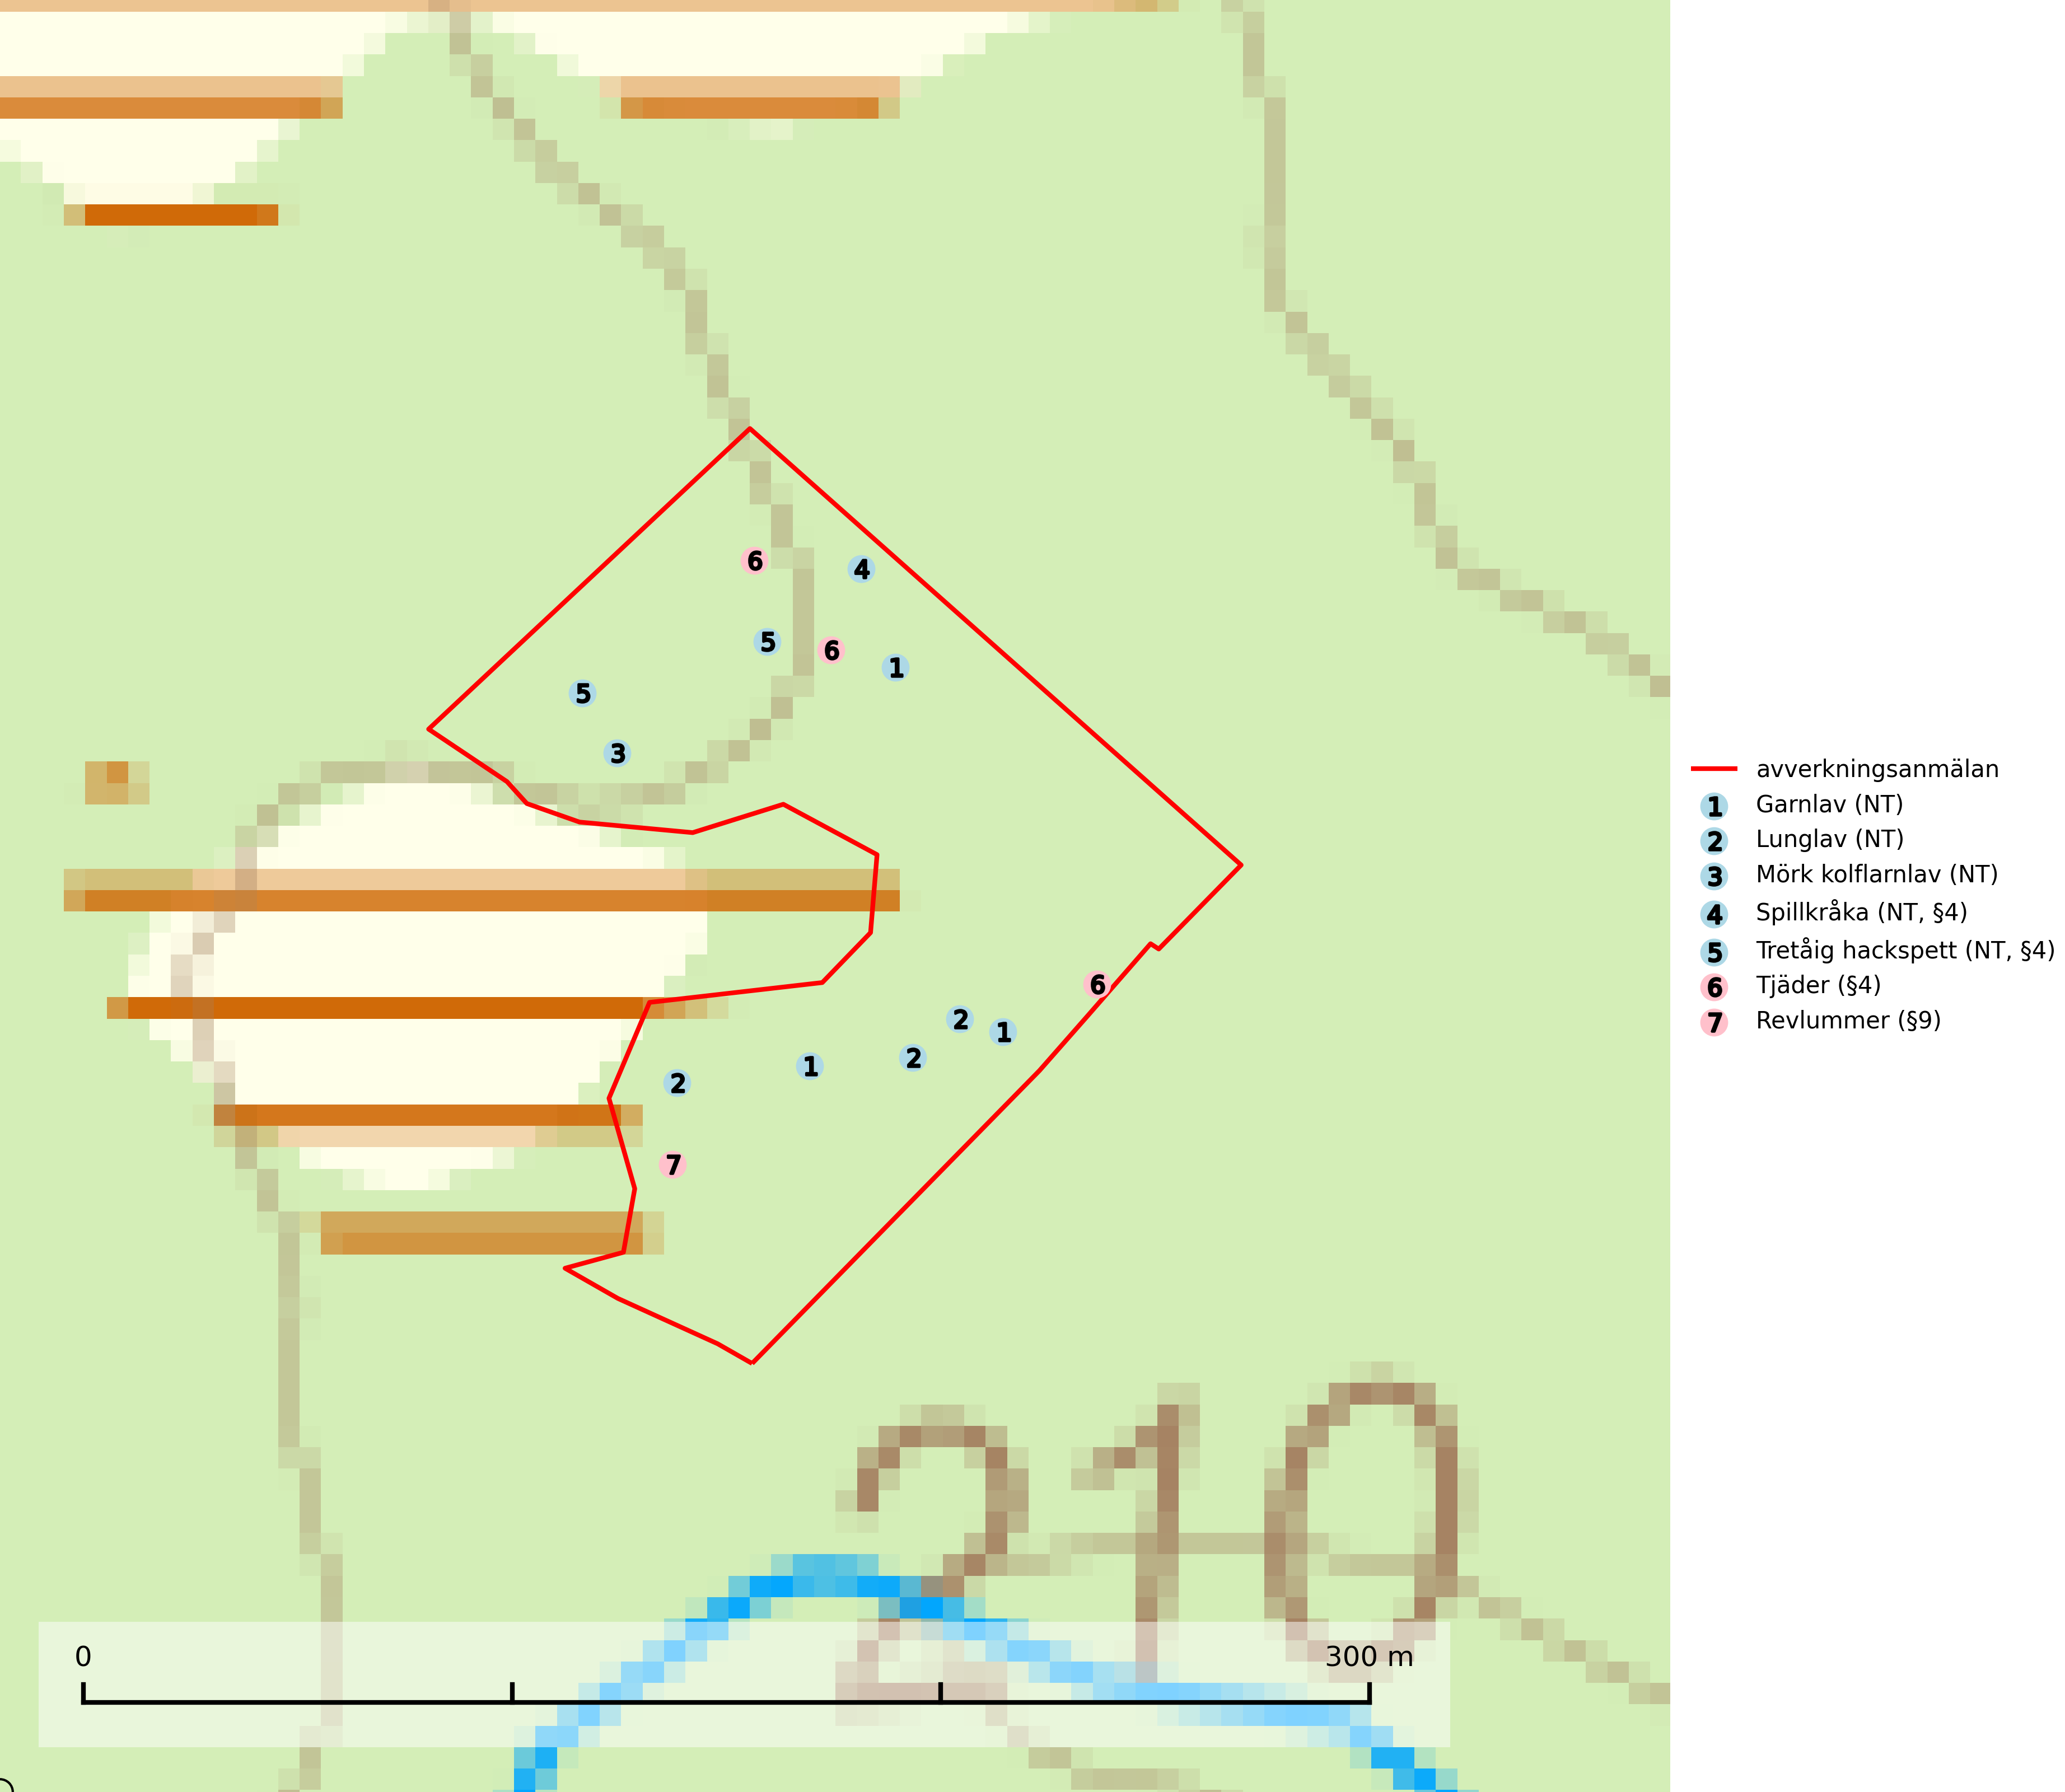 6
4
5
6
1
5
3
6
2
1
2
1
2
7
210
0
300 m
avverkningsanmälan
1 Garnlav (NT)
2 Lunglav (NT)
3 Mörk kolflarnlav (NT)
4 Spillkråka (NT, §4)
5 Tretåig hackspett (NT, §4)
6 Tjäder (§4)
7 Revlummer (§9)